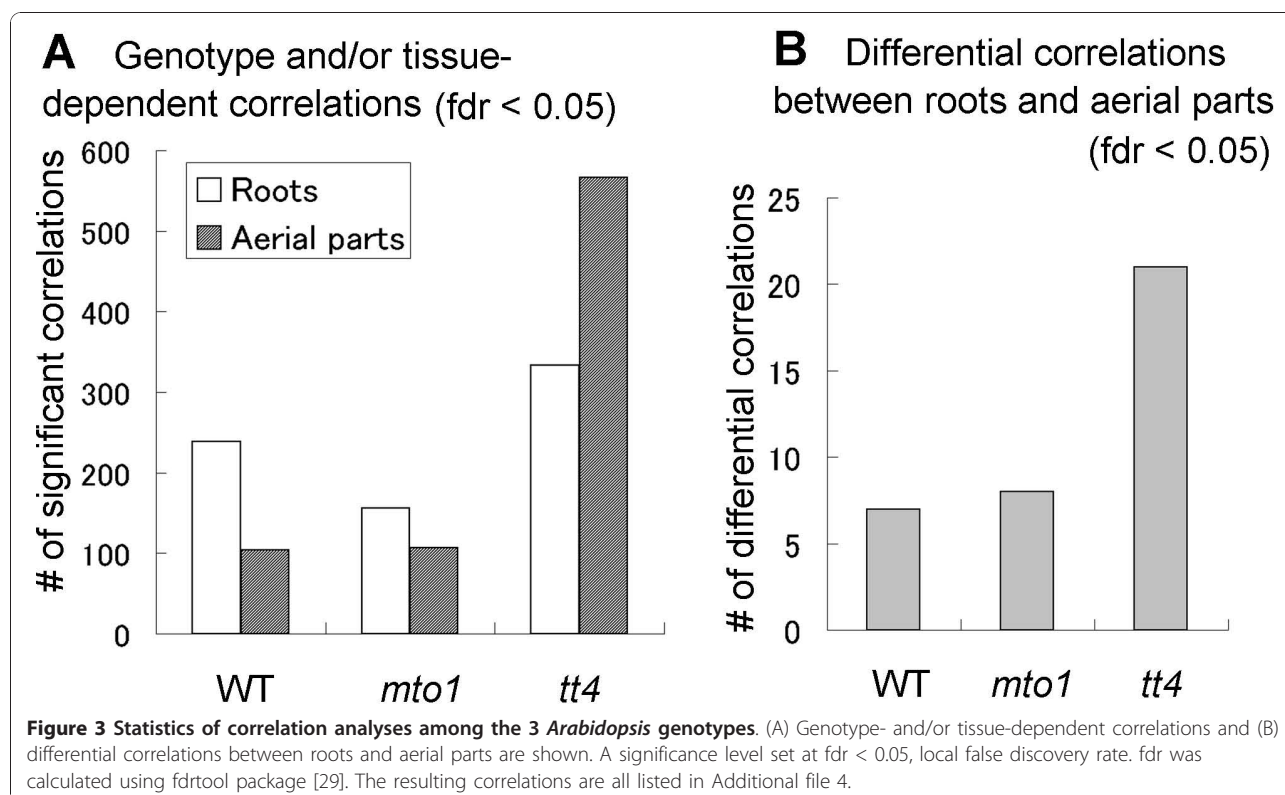 A Genotype and/or tissue-
dependent correlations (fdr < 0.05)
# of significant correlations
600
500
400
300
200
100
0
Roots
Aerial parts
WT
mto1
tt4
B Differential correlations
between roots and aerial parts
(fdr < 0.05)
# of differential correlations
25
20
15
10
5
0
WT
mto1
tt4
Figure 3 Statistics of correlation analyses among the 3 Arabidopsis genotypes. (A) Genotype- and/or tissue-dependent correlations and (B)
differential correlations between roots and aerial parts are shown. A significance level set at fdr < 0.05, local false discovery rate. fdr was
calculated using fdrtool package [29]. The resulting correlations are all listed in Additional file 4.